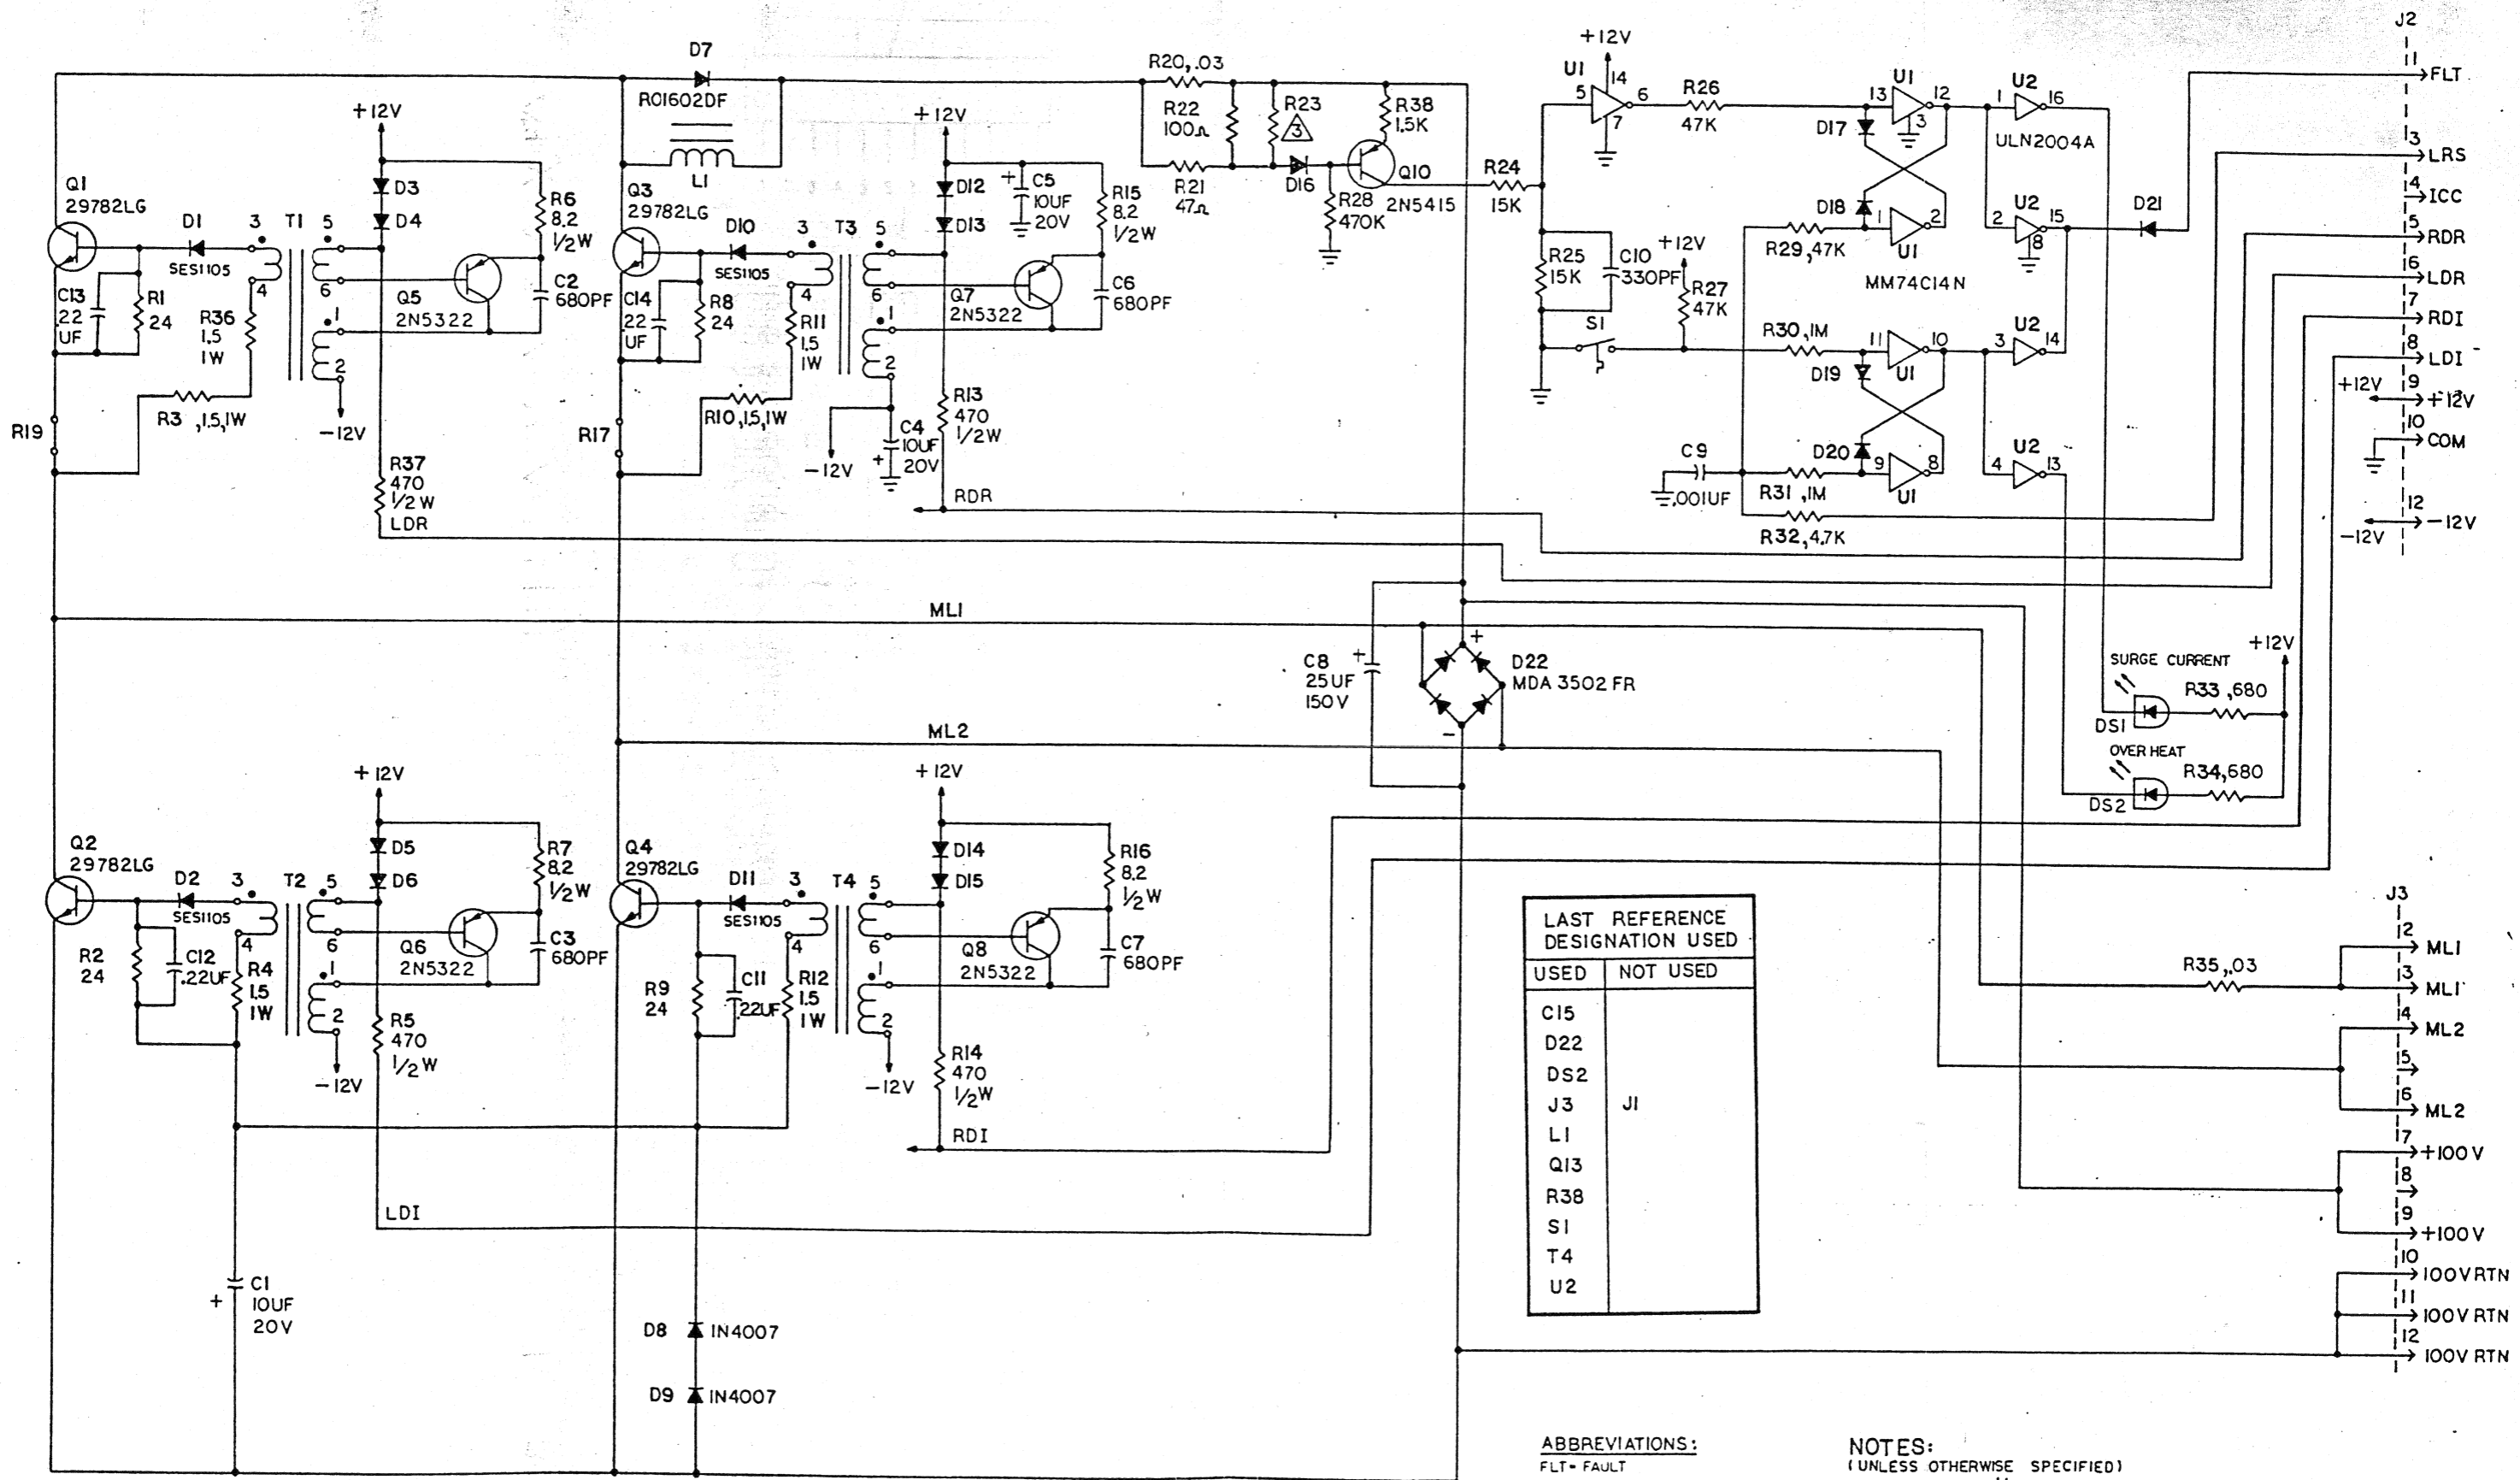 D7
RO1602DF
L1
+12V
Q1
29782LG
D1
SES1105
3
T1
5
4
6
1
2
D3
D4
R6
8.2
1/2W
C2
680PF
Q5
2N5322
C13
22
UF
R1
24
R36
1.5
1W
R3 ,1.5,1W
-12V
R19
R37
470
1/2 W
LDR
Q3
29782LG
D10
SES1105
3
T3
5
4
6
1
2
+12V
D12
D13
C5
+
10UF
20V
R15
8.2
1/2W
C6
680PF
Q7
2N5322
C14
22
UF
R8
24
R11
1.5
1W
R10,1.5,1W
R17
-12V
C4
10UF
20V
+
R13
470
1/2W
RDR
R20,.03
R22
100Ω
R23
3
R38
1.5K
R21
47Ω
D16
Q10
2N5415
R28
470K
R24
15K
R25
15K
C10
330PF
+12V
R27
47K
S1
+12V
U1
14
5
6
7
R26
47K
U1
13
12
3
D17
D18
R29,47K
1
2
U1
MM74C14N
U2
1
16
ULN2004A
U2
2
15
8
D21
R30,1M
11
10
U1
D19
D20
9
8
U1
R31,1M
R32,4.7K
C9
.001UF
U2
3
14
U2
4
13
J2
11
FLT
3
LRS
4
ICC
5
RDR
6
LDR
7
RDI
8
LDI
+12V
9
+12V
10
COM
12
-12V
-12V
ML1
ML2
C8
25UF
150V
+
+
-
D22
MDA 3502 FR
SURGE CURRENT
+12V
R33 ,680
DS1
OVER HEAT
R34,680
DS2
+12V
Q2
29782LG
D2
SES1105
3
T2
5
4
6
1
2
D5
D6
R7
8.2
1/2W
C3
680PF
Q6
2N5322
R2
24
C12
.22UF
R4
1.5
1W
-12V
R5
470
1/2W
LDI
+12V
Q4
29782LG
D11
SES1105
3
T4
5
4
6
1
2
D14
D15
R16
8.2
1/2W
C7
680PF
Q8
2N5322
R9
24
C11
.22UF
R12
1.5
1W
-12V
R14
470
1/2W
RDI
C1
10UF
20V
+
D8
IN4007
D9
IN4007
LAST REFERENCE
DESIGNATION USED
USED
NOT USED
C15
D22
DS2
J3
J1
L1
Q13
R38
S1
T4
U2
J3
2
ML1
R35,.03
3
ML1
4
ML2
5
6
ML2
7
+100V
8
9
+100V
10
100V RTN
11
100V RTN
12
100V RTN
ABBREVIATIONS:
FLT= FAULT
NOTES:
(UNLESS OTHERWISE SPECIFIED)